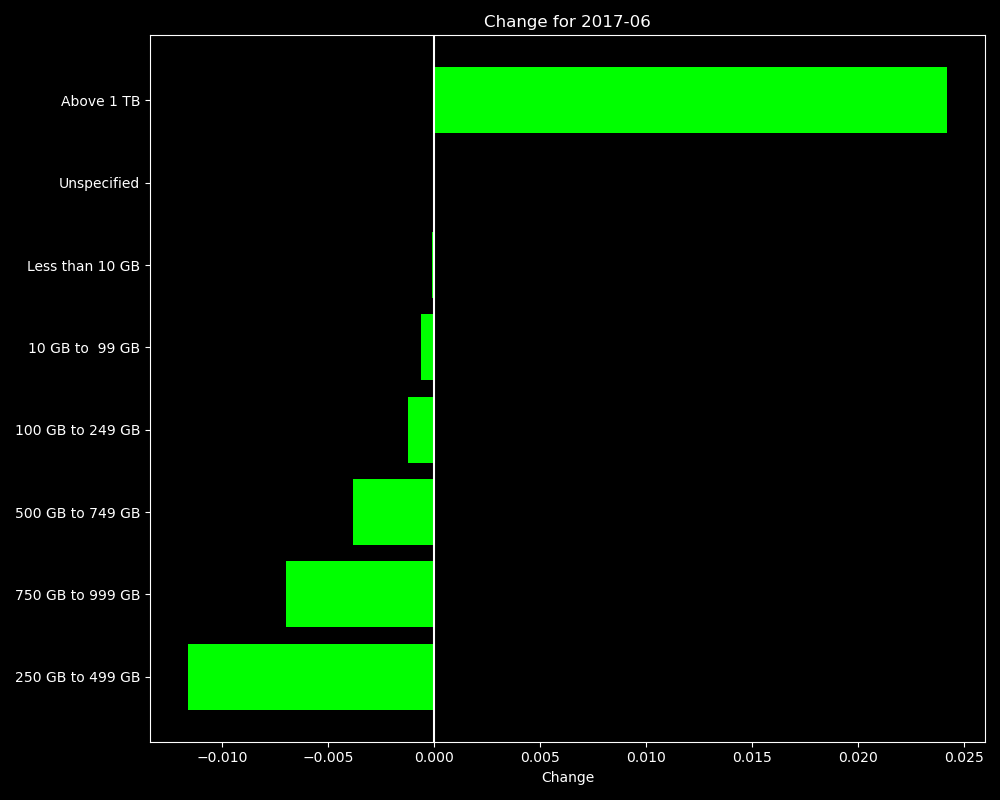 Change for 2017-06
Above 1 TB
Unspecified
Less than 10 GB
10 GB to  99 GB
100 GB to 249 GB
500 GB to 749 GB
750 GB to 999 GB
250 GB to 499 GB
−0.010 −0.005 0.000 0.005 0.010 0.015 0.020 0.025
Change